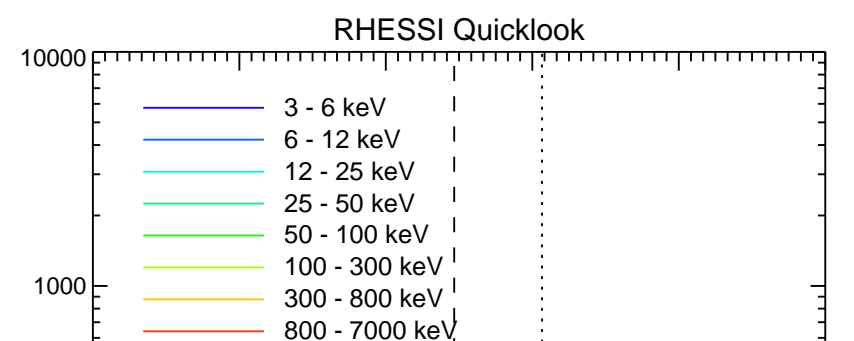 RHESSI Quicklook
10000
3 - 6 keV
6 - 12 keV
12 - 25 keV
25 - 50 keV
50 - 100 keV
100 - 300 keV
1000
300 - 800 keV
800 - 7000 keV